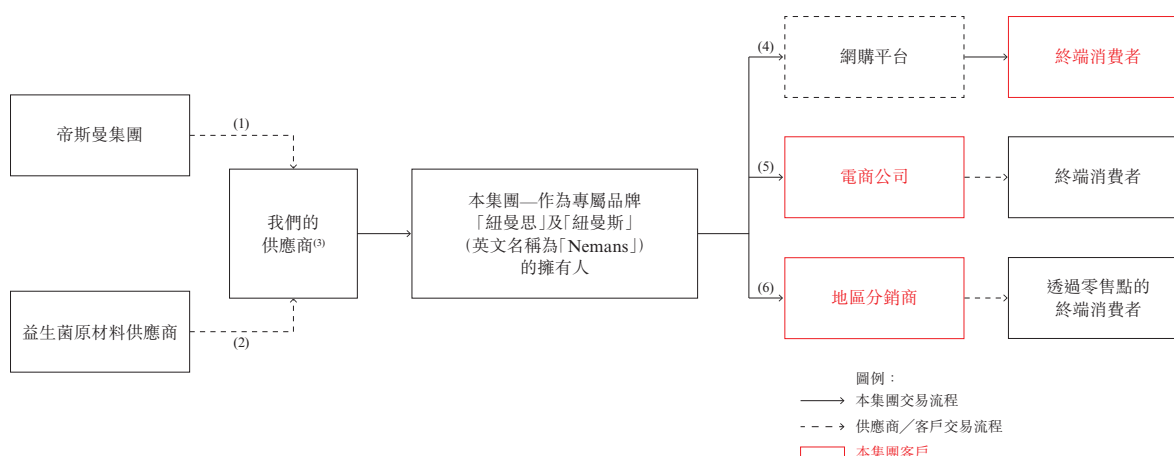 (4)
網購平台
終端消費者
帝斯曼集團
(1)
(5)
電商公司
終端消費者
我們的
供應商(3)
本集團—作為專屬品牌
「紐曼思」及「紐曼斯」
(英文名稱為「Nemans」)
的擁有人
(6)
地區分銷商
透過零售點的
終端消費者
益生菌原材料供應商
(2)
圖例：
本集團交易流程
供應商／客戶交易流程
本集團客戶